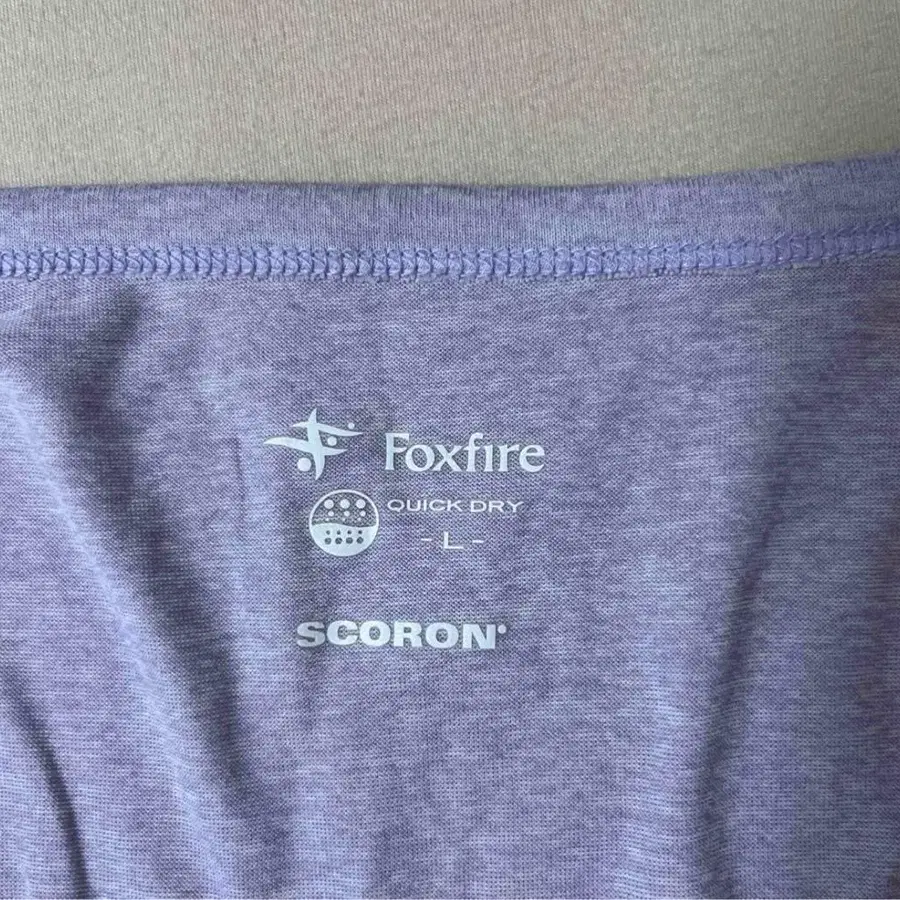 Foxfire
QUICK DRY
- L -
SCORON®